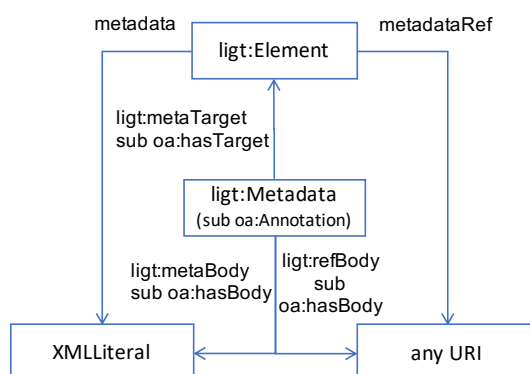 metadata
metadataRef
ligt:Element
ligt:metaTarget
sub oa:hasTarget
ligt:Metadata
(sub oa:Annotation)
ligt:metaBody
sub oa:hasBody
ligt:refBody
sub
oa:hasBody
XMLLiteral
any URI